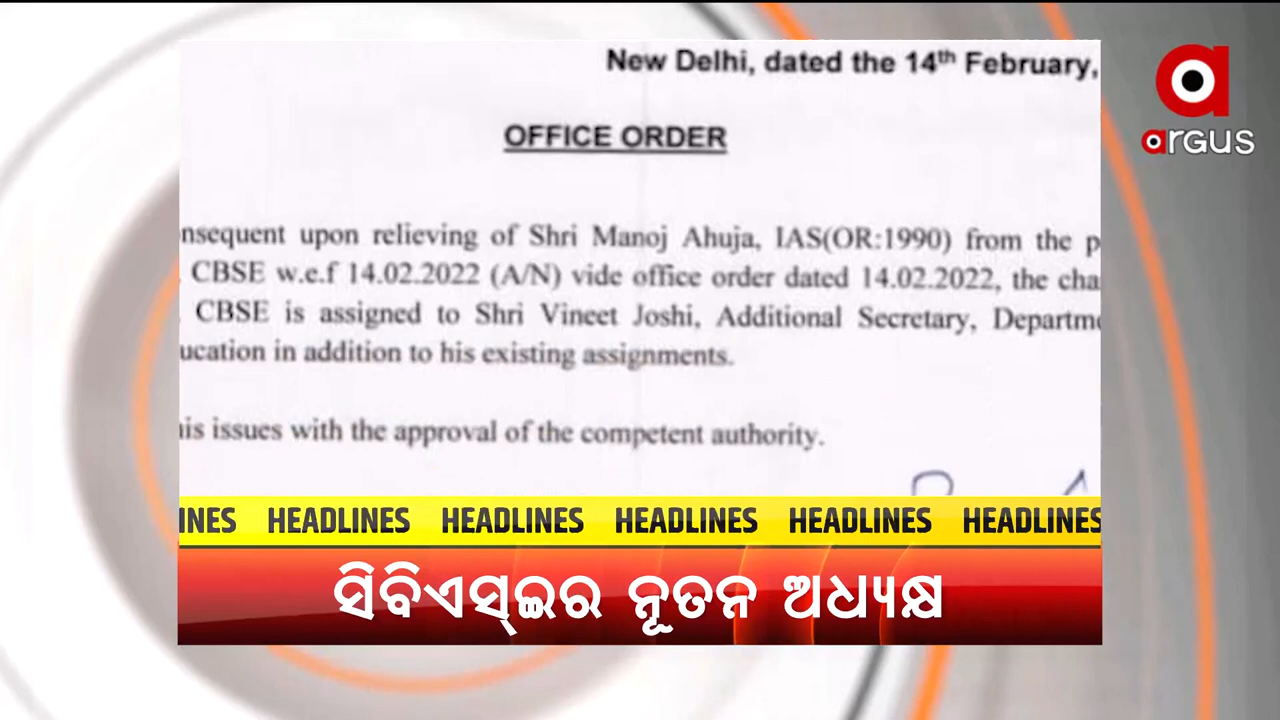 New Delhi, dated the 14th February,
argus
OFFICE ORDER
nsequent upon relieving of Shri Manoj Ahuja, IAS(OR:1990) from the p
CBSE w.e.f 14.02.2022 (A/N) vide office order dated 14.02.2022, the cha
CBSE is assigned to Shri Vineet Joshi, Additional Secretary, Departme
ucation in addition to his existing assignments.
his issues with the approval of the competent authority.
INES HEADLINES HEADLINES HEADLINES HEADLINES HEADLINES
ସିବିଏସ୍‌ଇର ନୂତନ ଅଧ୍ୟକ୍ଷ